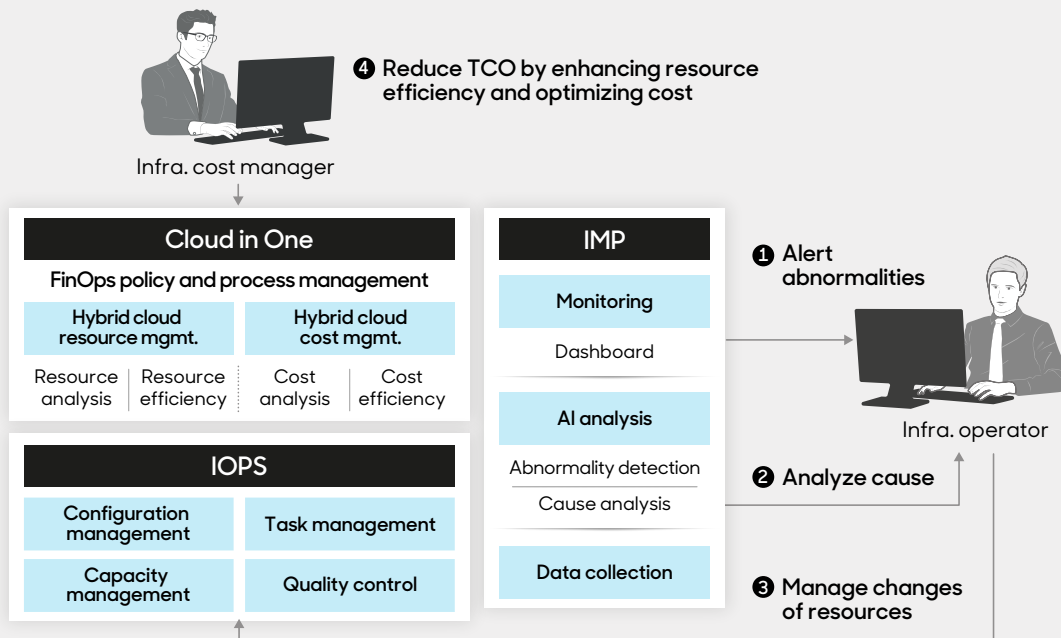 ❹ Reduce TCO by enhancing resource
efficiency and optimizing cost
Infra. cost manager
Cloud in One
FinOps policy and process management
Hybrid cloud
resource mgmt.
Hybrid cloud
cost mgmt.
Resource
analysis
Resource
efficiency
Cost
analysis
Cost
efficiency
IOPS
Configuration
management
Task management
Capacity
management
Quality control
IMP
Monitoring
Dashboard
AI analysis
Abnormality detection
Cause analysis
Data collection
❶ Alert
abnormalities
Infra. operator
❷ Analyze cause
❸ Manage changes
of resources